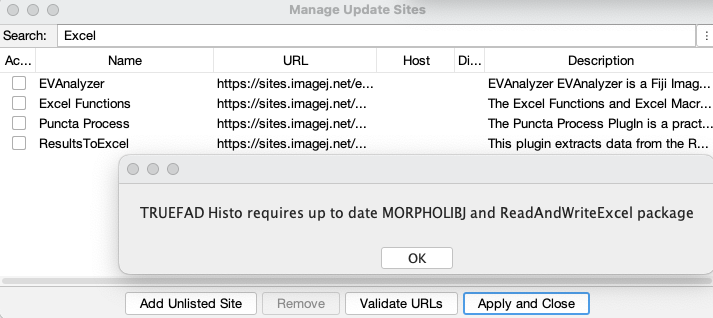 Manage Update Sites
Search: Excel
Ac... Name URL Host Di... Description
EVAnalyzer https://sites.imagej.net/e... EVAnalyzer EVAnalyzer is a Fiji Imag...
Excel Functions https://sites.imagej.net/... The Excel Functions and Excel Macr...
Puncta Process https://sites.imagej.net/... The Puncta Process PlugIn is a pract...
ResultsToExcel https://sites.imagej.net/... This plugin extracts data from the R...
TRUEFAD Histo requires up to date MORPHOLIBJ and ReadAndWriteExcel package
OK
Add Unlisted Site Remove Validate URLs Apply and Close